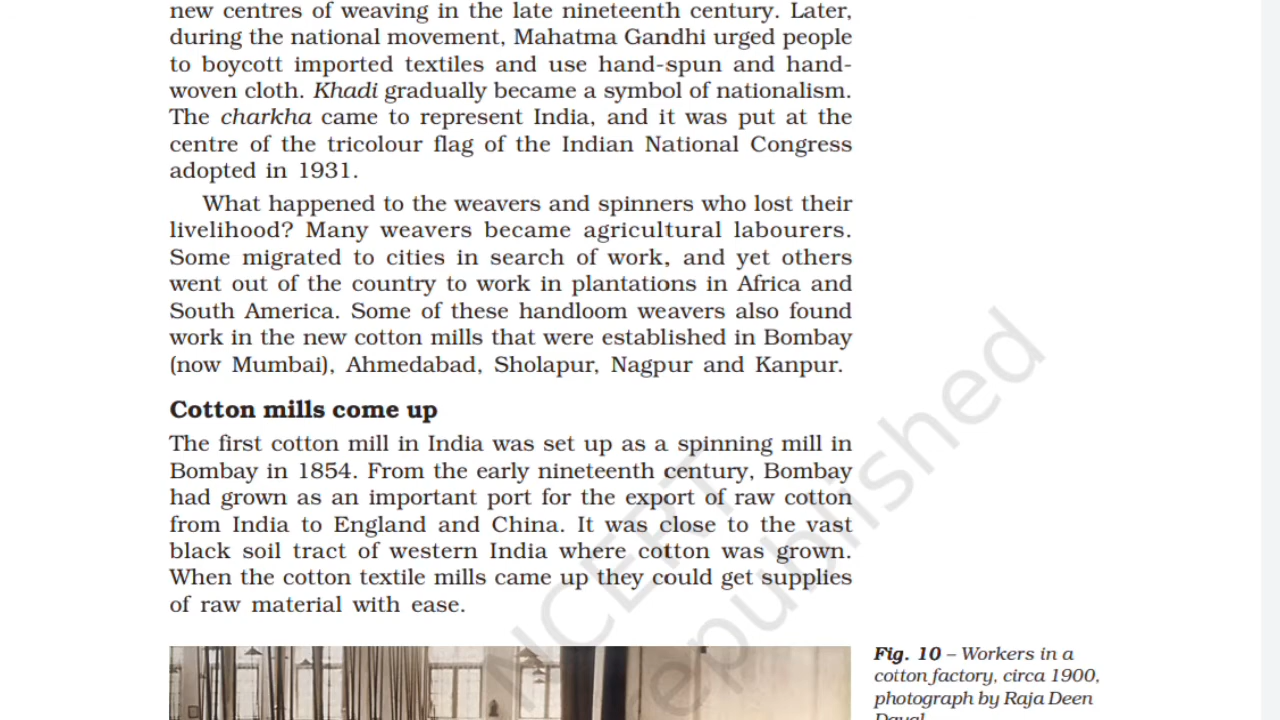 new centres of weaving in the late nineteenth century. Later,
during the national movement, Mahatma Gandhi urged people
to boycott imported textiles and use hand-spun and hand-
woven cloth. Khadi gradually became a symbol of nationalism.
The charkha came to represent India, and it was put at the
centre of the tricolour flag of the Indian National Congress
adopted in 1931.
What happened to the weavers and spinners who lost their
livelihood? Many weavers became agricultural labourers.
Some migrated to cities in search of work, and yet others
went out of the country to work in plantations in Africa and
South America. Some of these handloom weavers also found
work in the new cotton mills that were established in Bombay
(now Mumbai), Ahmedabad, Sholapur, Nagpur and Kanpur.
Cotton mills come up
The first cotton mill in India was set up as a spinning mill in
Bombay in 1854. From the early nineteenth century, Bombay
had grown as an important port for the export of raw cotton
from India to England and China. It was close to the vast
black soil tract of western India where cotton was grown.
When the cotton textile mills came up they could get supplies
of raw material with ease.
Fig. 10 – Workers in a
cotton factory, circa 1900,
photograph by Raja Deen
Dayal
NCERT
epublished